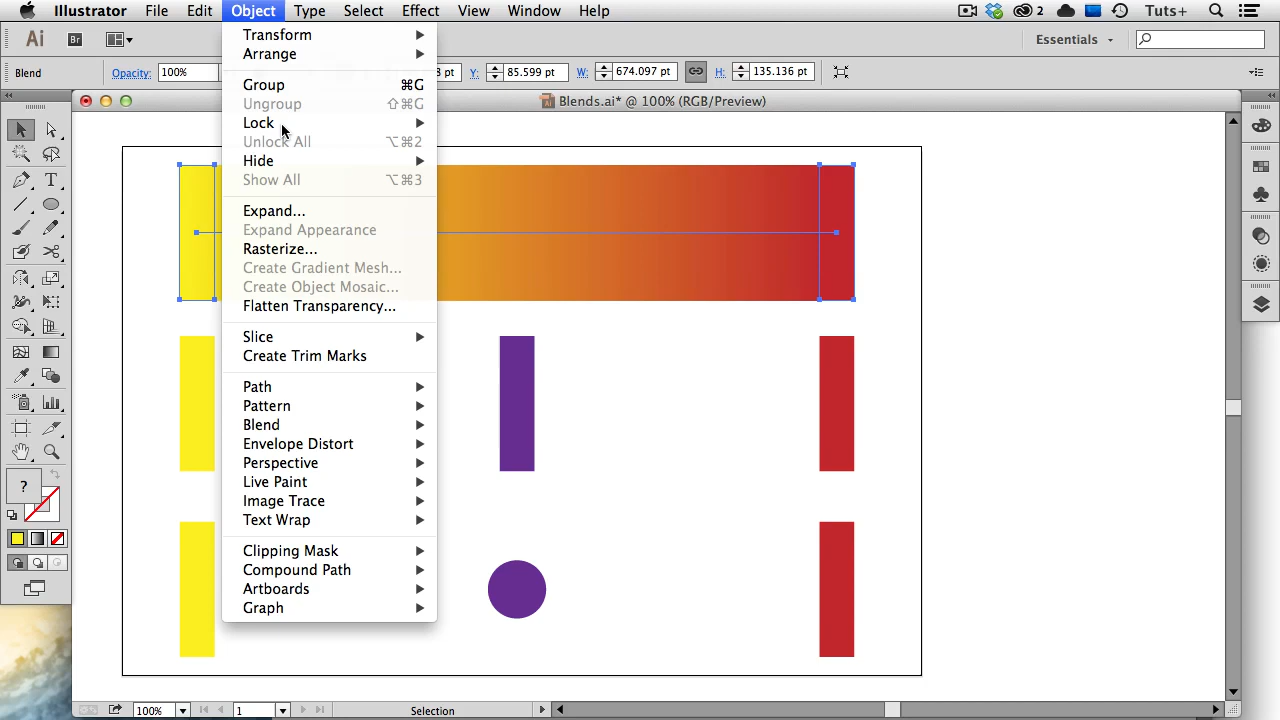 Illustrator File Edit Object Type Select Effect View Window Help 2 Tuts+
Ai Br Essentials
Blend Opacity: 100% pt Y: 85.599 pt W: 674.097 pt H: 135.136 pt
Blends.ai* @ 100% (RGB/Preview)
Transform
Arrange
Group ⌘G
Ungroup ⇧⌘G
Lock
Unlock All ⌥⌘2
Hide
Show All ⌥⌘3
Expand...
Expand Appearance
Rasterize...
Create Gradient Mesh...
Create Object Mosaic...
Flatten Transparency...
Slice
Create Trim Marks
Path
Pattern
Blend
Envelope Distort
Perspective
Live Paint
Image Trace
Text Wrap
Clipping Mask
Compound Path
Artboards
Graph
?
100% 1 Selection